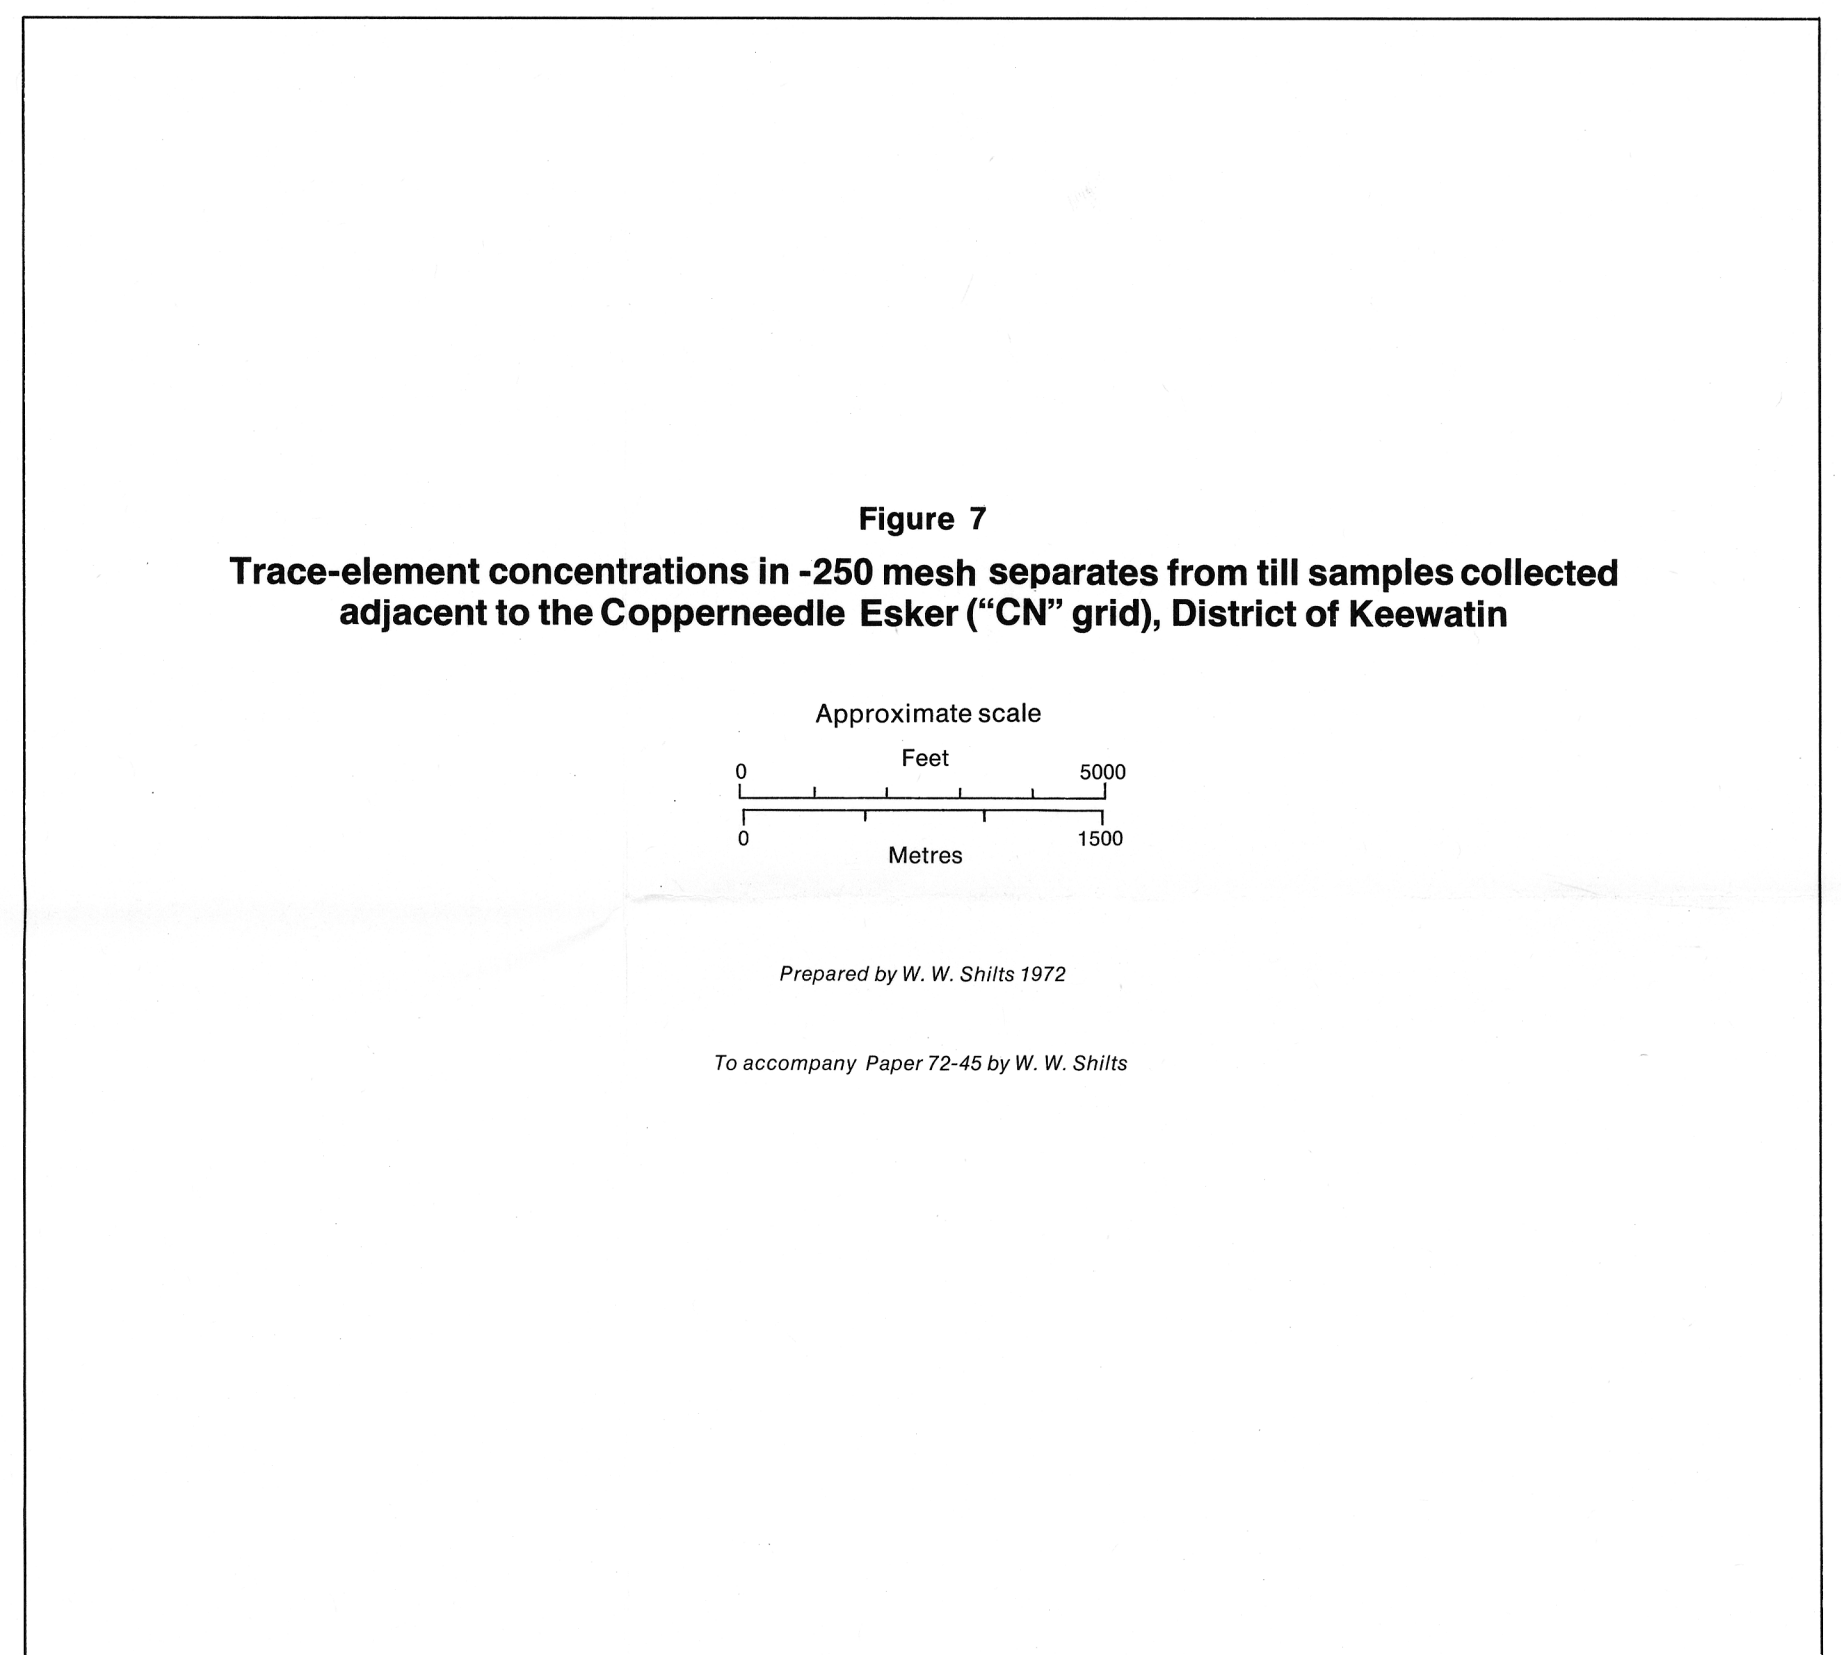 Figure 7
Trace-element concentrations in -250 mesh separates from till samples collected
adjacent to the Copperneedle Esker (“CN” grid), District of Keewatin
Approximate scale
Feet
0 5000
0 1500
Metres
Prepared by W. W. Shilts 1972
To accompany Paper 72-45 by W. W. Shilts